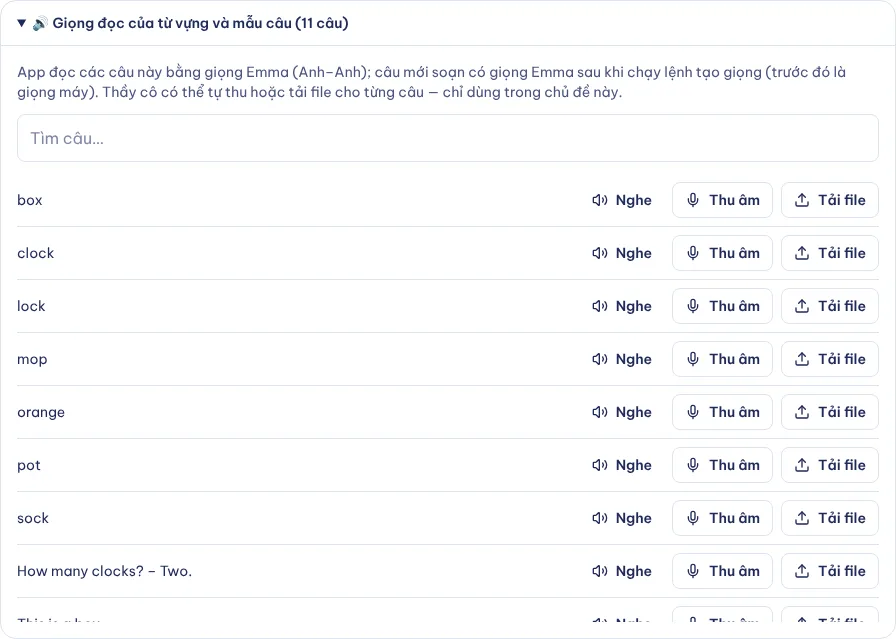 ▼ 🔊 Giọng đọc của từ vựng và mẫu câu (11 câu)
App đọc các câu này bằng giọng Emma (Anh–Anh); câu mới soạn có giọng Emma sau khi chạy lệnh tạo giọng (trước đó là
giọng máy). Thầy cô có thể tự thu hoặc tải file cho từng câu — chỉ dùng trong chủ đề này.
Tìm câu...
box Nghe Thu âm Tải file
clock Nghe Thu âm Tải file
lock Nghe Thu âm Tải file
mop Nghe Thu âm Tải file
orange Nghe Thu âm Tải file
pot Nghe Thu âm Tải file
sock Nghe Thu âm Tải file
How many clocks? – Two. Nghe Thu âm Tải file